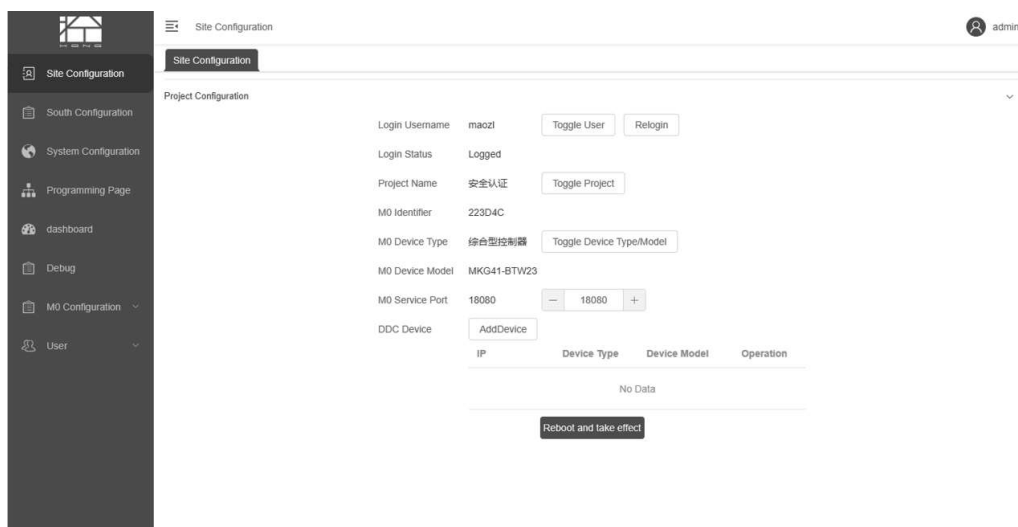 HONG
Site Configuration
South Configuration
System Configuration
Programming Page
dashboard
Debug
M0 Configuration
User
Site Configuration
admin
Site Configuration
Project Configuration
Login Username maozl Toggle User Relogin
Login Status Logged
Project Name 安全认证 Toggle Project
M0 Identifier 223D4C
M0 Device Type 综合型控制器 Toggle Device Type/Model
M0 Device Model MKG41-BTW23
M0 Service Port 18080 — 18080 +
DDC Device AddDevice
IP Device Type Device Model Operation
No Data
Reboot and take effect